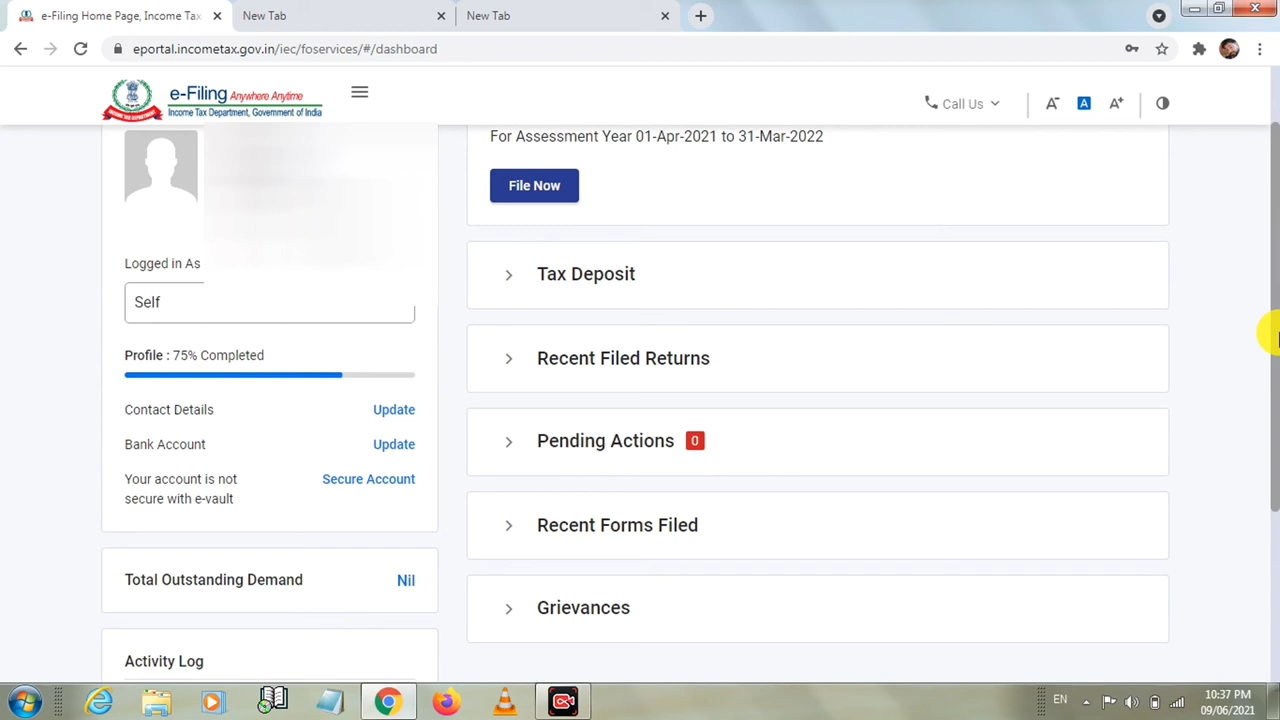 e-Filing Home Page, Income Tax
New Tab
New Tab
eportal.incometax.gov.in/iec/foservices/#/dashboard
e-Filing Anywhere Anytime
Income Tax Department, Government of India
Call Us
A-
A
A+
For Assessment Year 01-Apr-2021 to 31-Mar-2022
File Now
Logged in As
Self
Profile : 75% Completed
Contact Details Update
Bank Account Update
Your account is not
secure with e-vault
Secure Account
Total Outstanding Demand Nil
Activity Log
Tax Deposit
Recent Filed Returns
Pending Actions 0
Recent Forms Filed
Grievances
EN
10:37 PM
09/06/2021